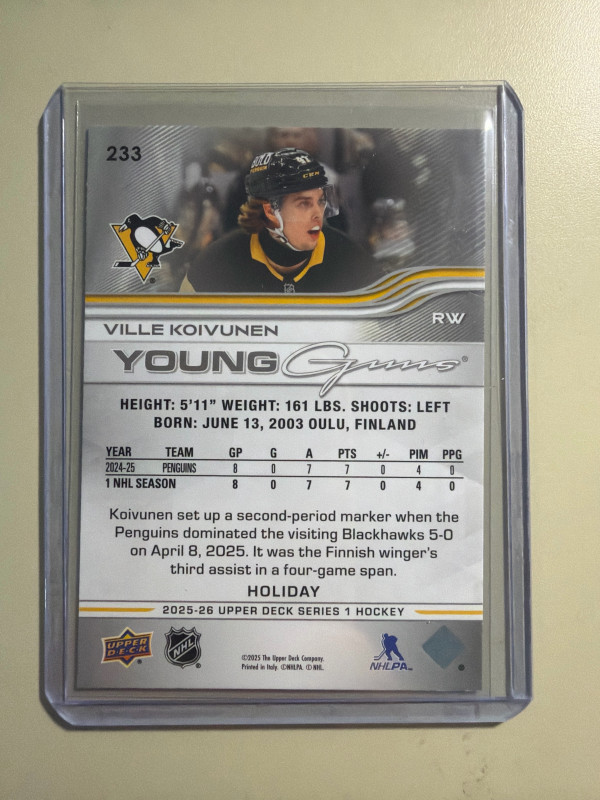 233
BOLD
CCM
RW
VILLE KOIVUNEN
YOUNG Guns®
HEIGHT: 5'11" WEIGHT: 161 LBS. SHOOTS: LEFT
BORN: JUNE 13, 2003 OULU, FINLAND
YEAR TEAM GP G A PTS +/- PIM PPG
2024-25 PENGUINS 8 0 7 7 0 4 0
1 NHL SEASON 8 0 7 7 0 4 0
Koivunen set up a second-period marker when the
Penguins dominated the visiting Blackhawks 5-0
on April 8, 2025. It was the Finnish winger's
third assist in a four-game span.
HOLIDAY
2025-26 UPPER DECK SERIES 1 HOCKEY
UPPER
D·E·C·K
NHL
©2025 The Upper Deck Company.
Printed in Italy. ©NHLPA. ©NHL.
NHLPA